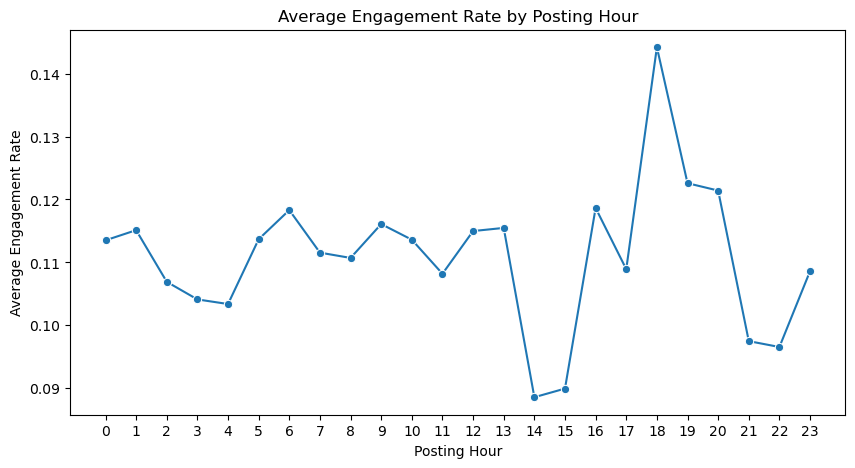 Average Engagement Rate by Posting Hour
Average Engagement Rate
0.14
0.13
0.12
0.11
0.10
0.09
0 1 2 3 4 5 6 7 8 9 10 11 12 13 14 15 16 17 18 19 20 21 22 23
Posting Hour